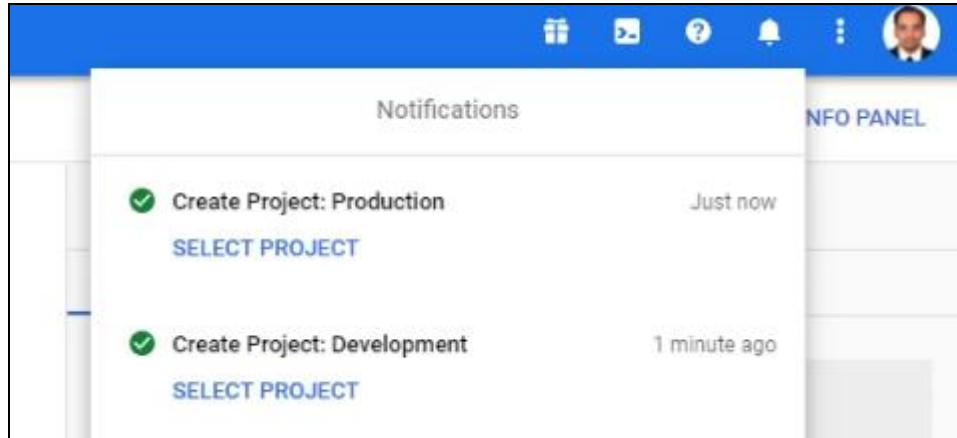 Notifications
NFO PANEL
Create Project: Production Just now
SELECT PROJECT
Create Project: Development 1 minute ago
SELECT PROJECT